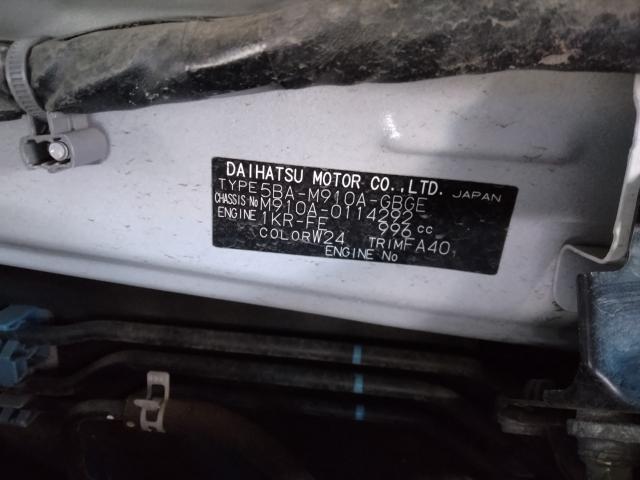 DAIHATSU MOTOR CO.,LTD. JAPAN
TYPE 5BA-M910A-GBGE
CHASSIS No M910A-0114292
ENGINE 1KR-FE 996 cc
COLOR W24 TRIM FA40
ENGINE No